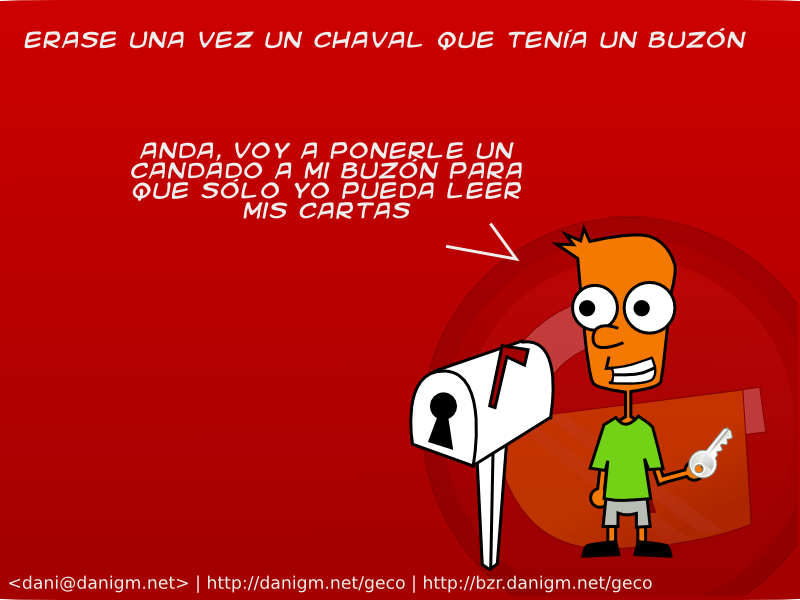 ERASE UNA VEZ UN CHAVAL QUE TENÍA UN BUZÓN
ANDA, VOY A PONERLE UN
CANDADO A MI BUZÓN PARA
QUE SÓLO YO PUEDA LEER
MIS CARTAS
<dani@danigm.net> | http://danigm.net/geco | http://bzr.danigm.net/geco